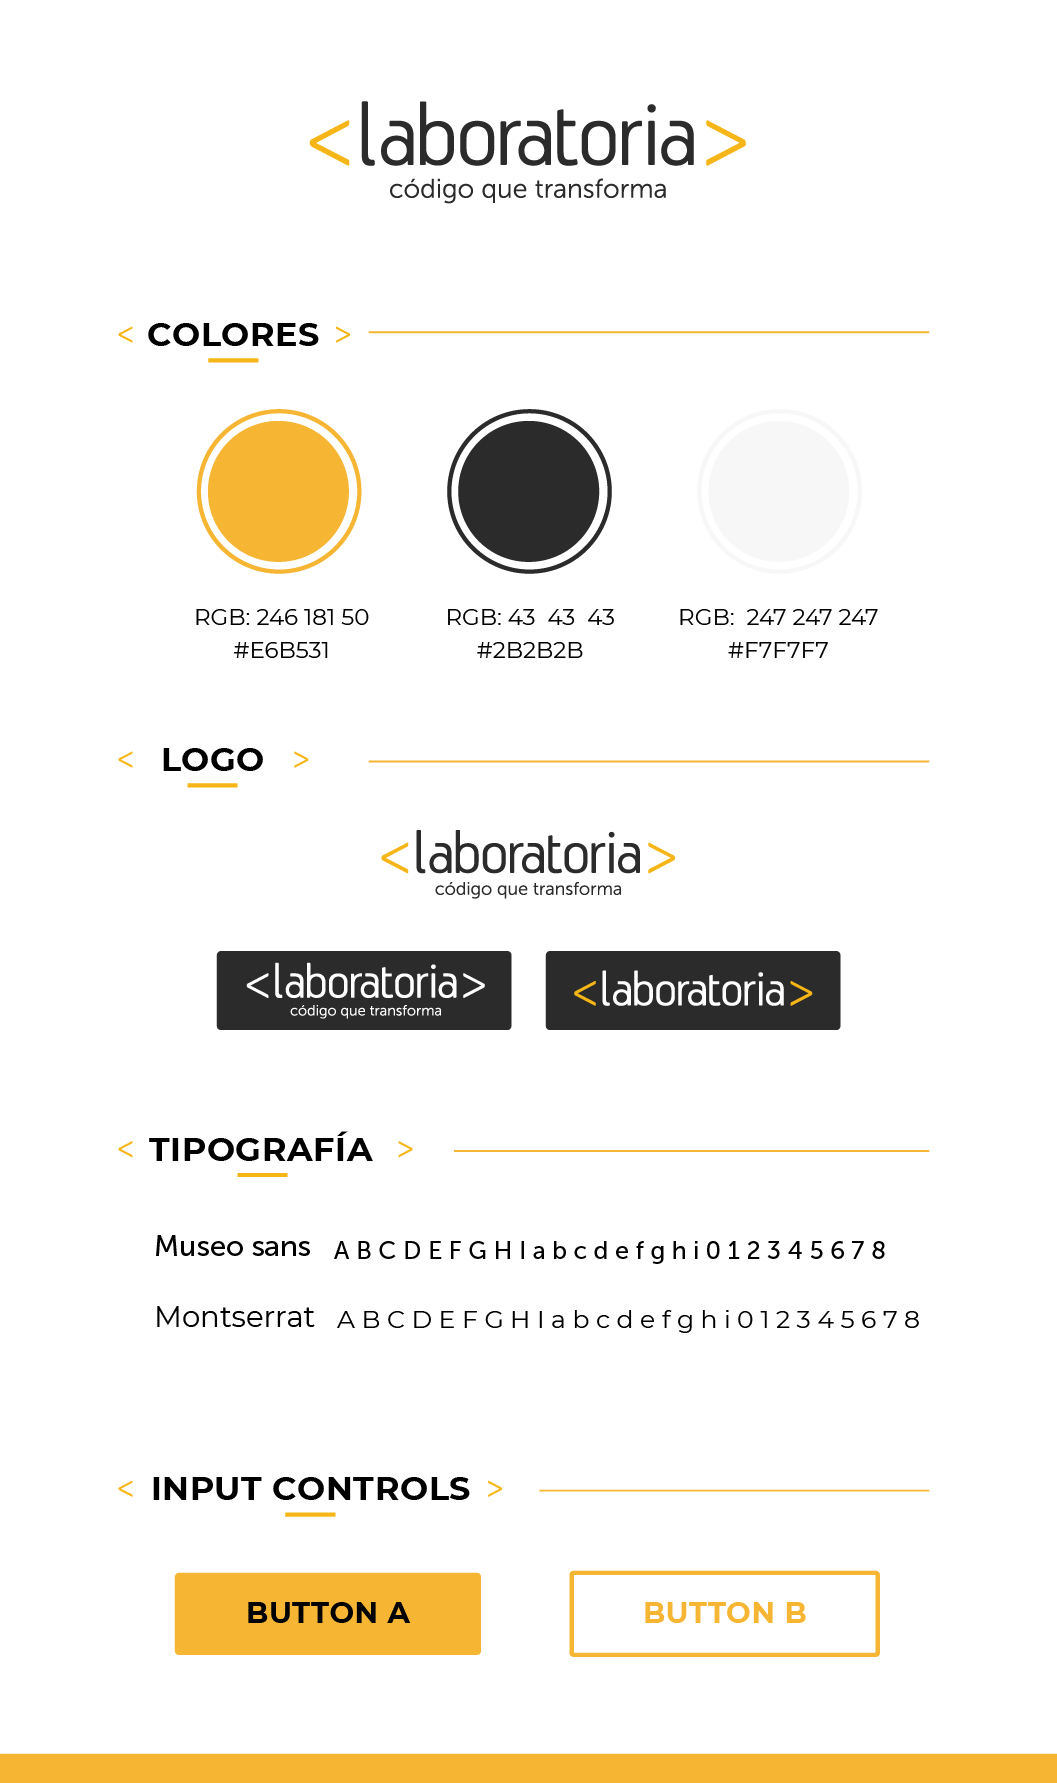 <laboratoria>
código que transforma
< COLORES >
RGB: 246 181 50
#E6B531
RGB: 43 43 43
#2B2B2B
RGB: 247 247 247
#F7F7F7
< LOGO >
<laboratoria>
código que transforma
<laboratoria>
código que transforma
<laboratoria>
< TIPOGRAFÍA >
Museo sans A B C D E F G H I a b c d e f g h i 0 1 2 3 4 5 6 7 8
Montserrat A B C D E F G H I a b c d e f g h i 0 1 2 3 4 5 6 7 8
< INPUT CONTROLS >
BUTTON A
BUTTON B